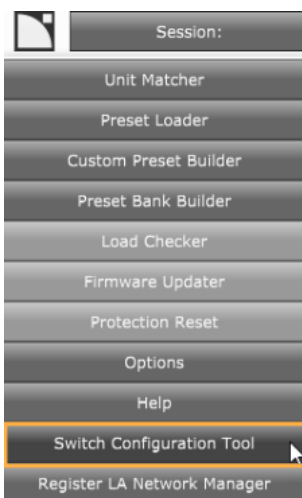 Session:
Unit Matcher
Preset Loader
Custom Preset Builder
Preset Bank Builder
Load Checker
Firmware Updater
Protection Reset
Options
Help
Switch Configuration Tool
Register LA Network Manager